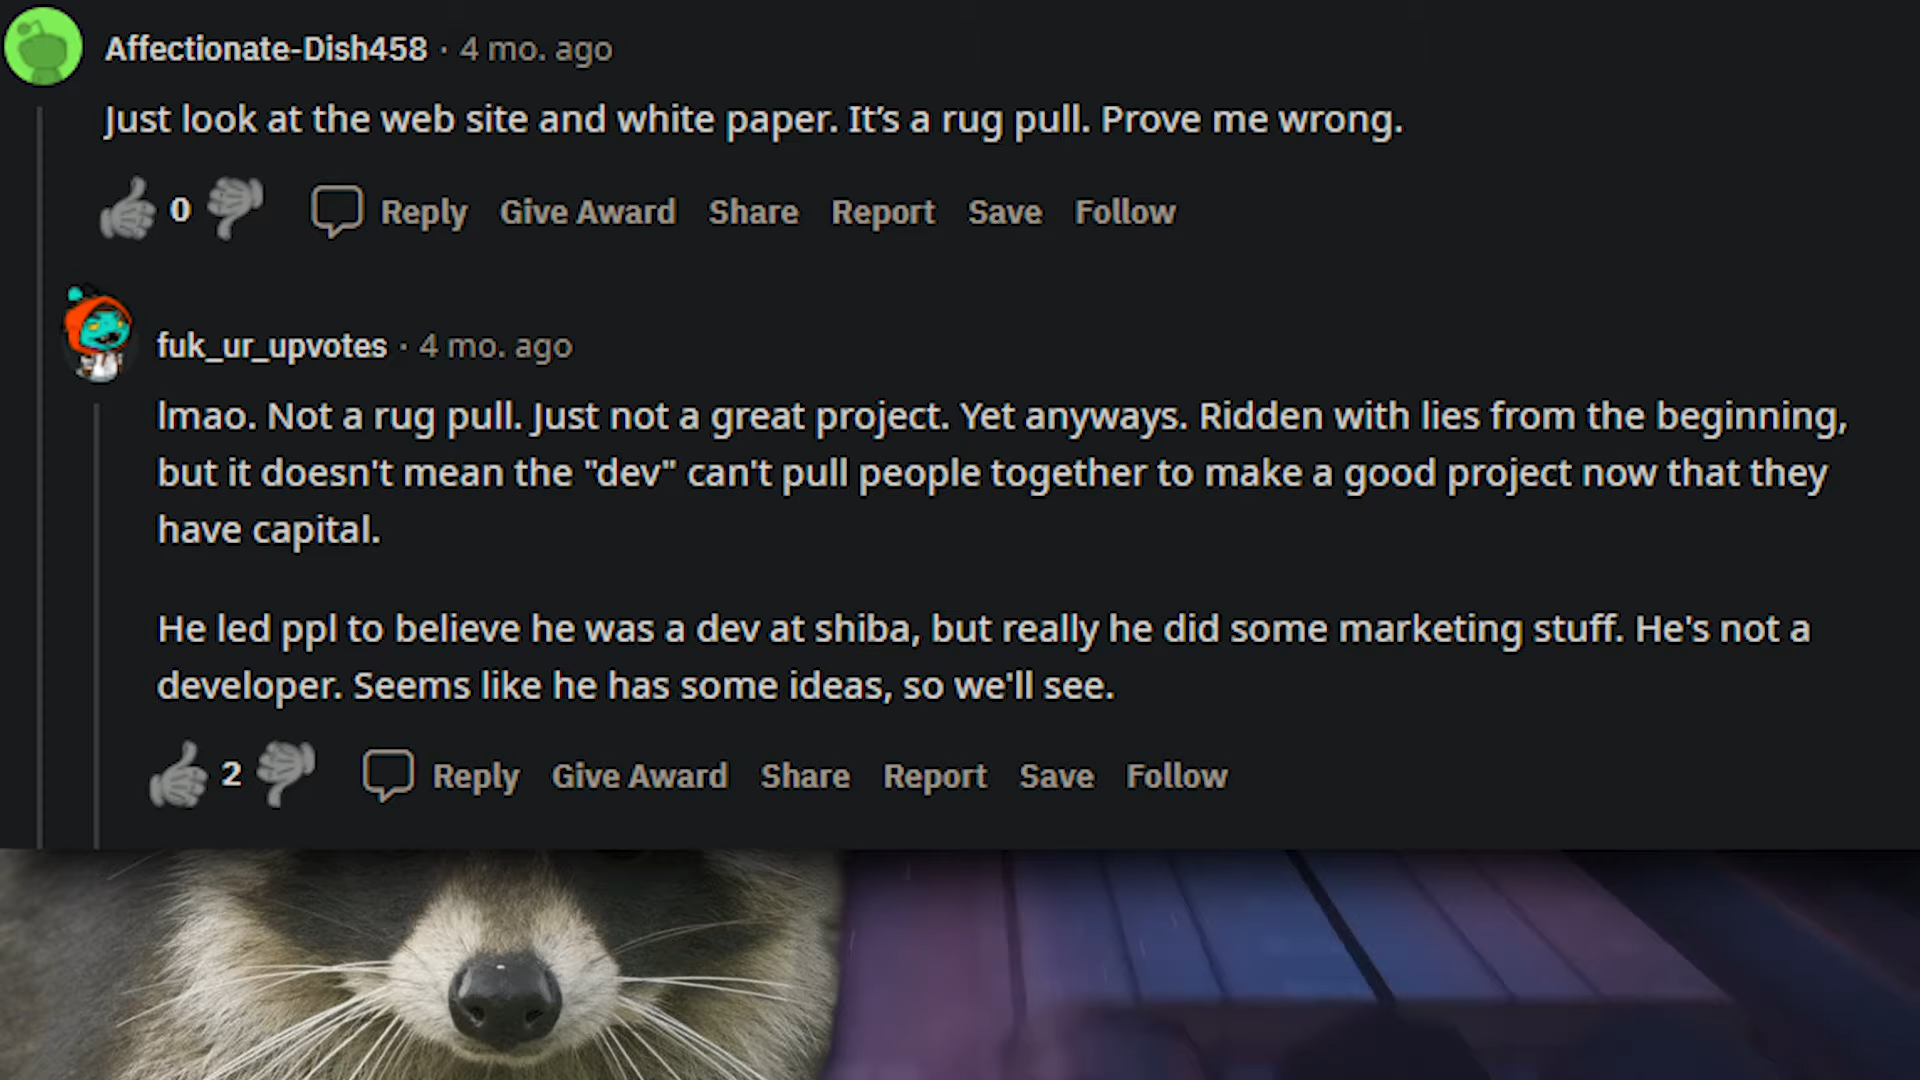 Affectionate-Dish458 · 4 mo. ago
Just look at the web site and white paper. It’s a rug pull. Prove me wrong.
0 Reply Give Award Share Report Save Follow
fuk_ur_upvotes · 4 mo. ago
lmao. Not a rug pull. Just not a great project. Yet anyways. Ridden with lies from the beginning,
but it doesn't mean the "dev" can't pull people together to make a good project now that they
have capital.
He led ppl to believe he was a dev at shiba, but really he did some marketing stuff. He's not a
developer. Seems like he has some ideas, so we'll see.
2 Reply Give Award Share Report Save Follow